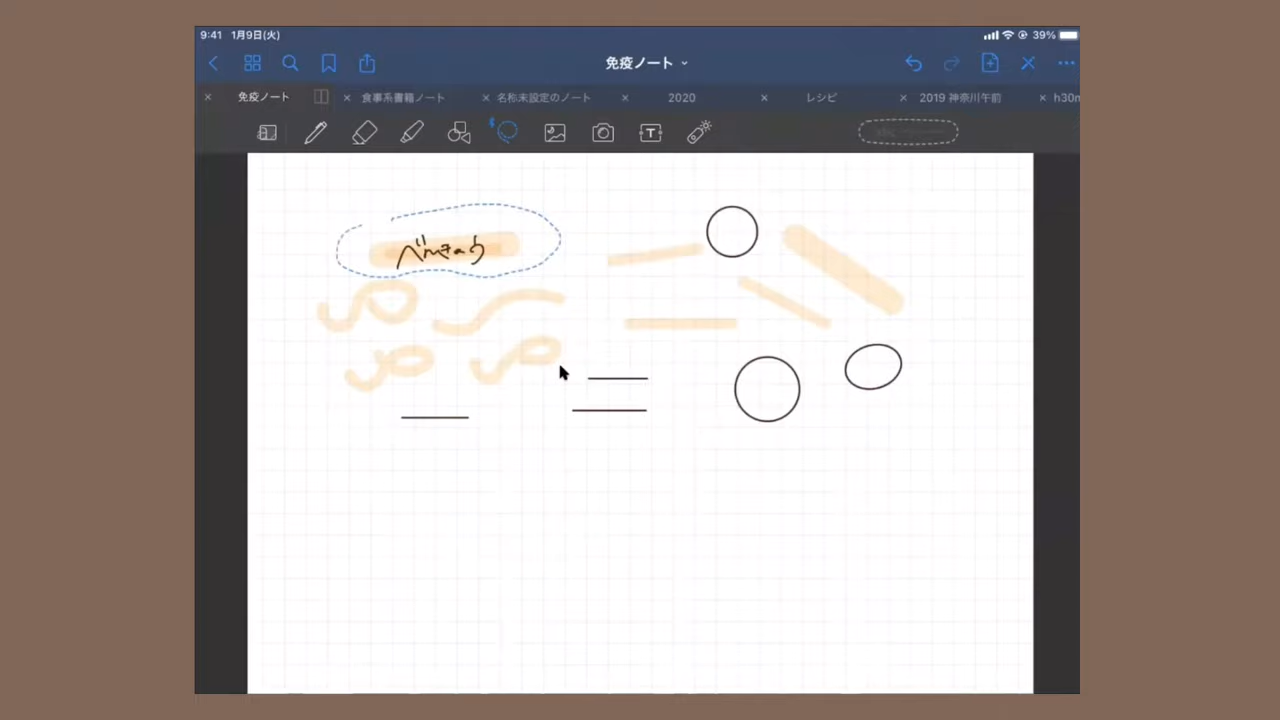 9:41 1月9日(火) 39%
免疫ノート
免疫ノート 食事系書籍ノート 名称未設定のノート 2020 レシピ 2019 神奈川午前 h30n
T
べんきょう